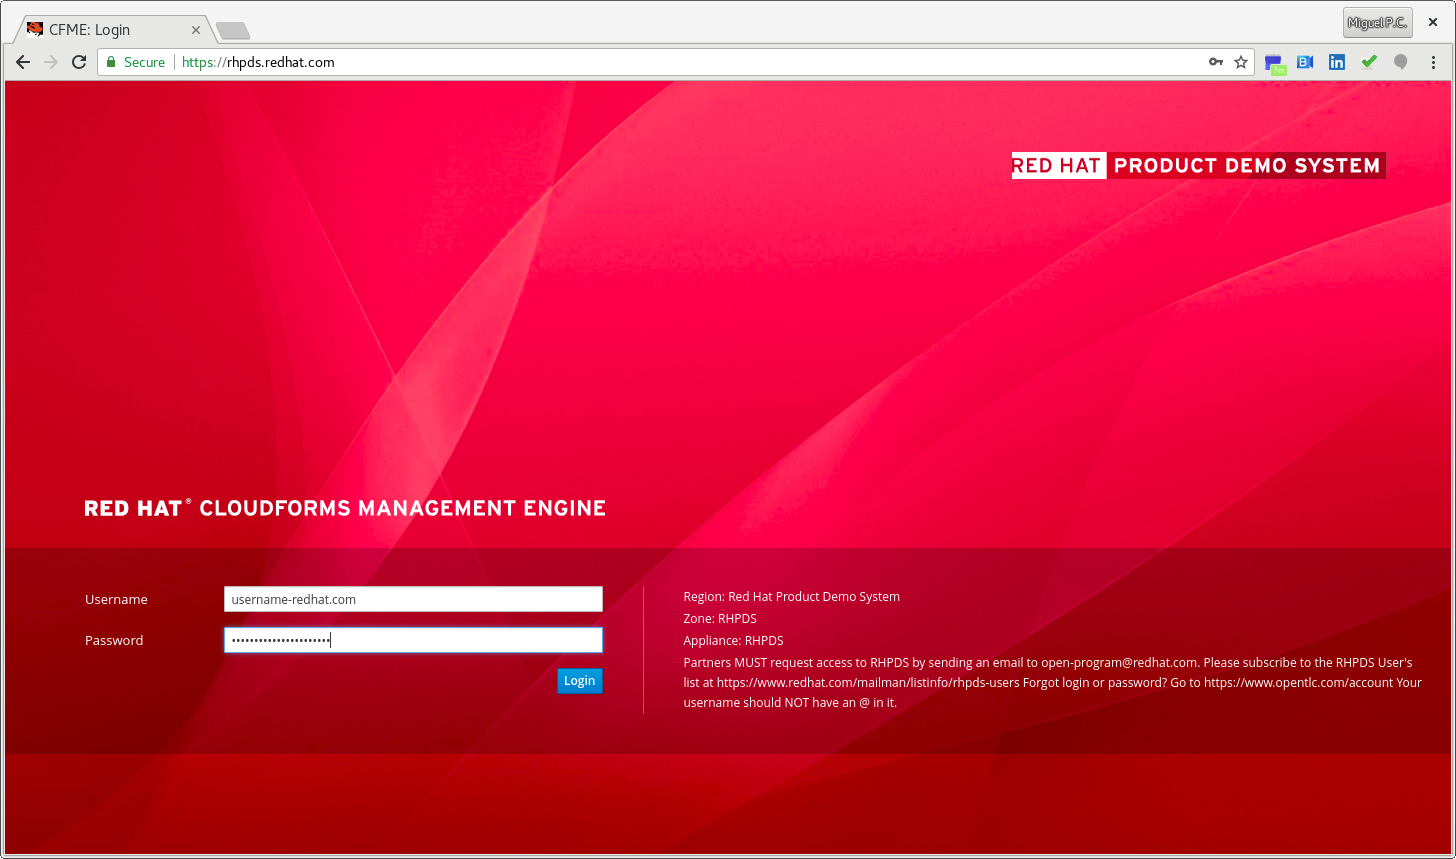 CFME: Login
Miguel P.C.
Secure
https://rhpds.redhat.com
7m
B
in
RED HAT PRODUCT DEMO SYSTEM
RED HAT® CLOUDFORMS MANAGEMENT ENGINE
Username
username-redhat.com
Password
••••••••••••••••••••••
Login
Region: Red Hat Product Demo System
Zone: RHPDS
Appliance: RHPDS
Partners MUST request access to RHPDS by sending an email to open-program@redhat.com. Please subscribe to the RHPDS User's
list at https://www.redhat.com/mailman/listinfo/rhpds-users Forgot login or password? Go to https://www.opentlc.com/account Your
username should NOT have an @ in it.